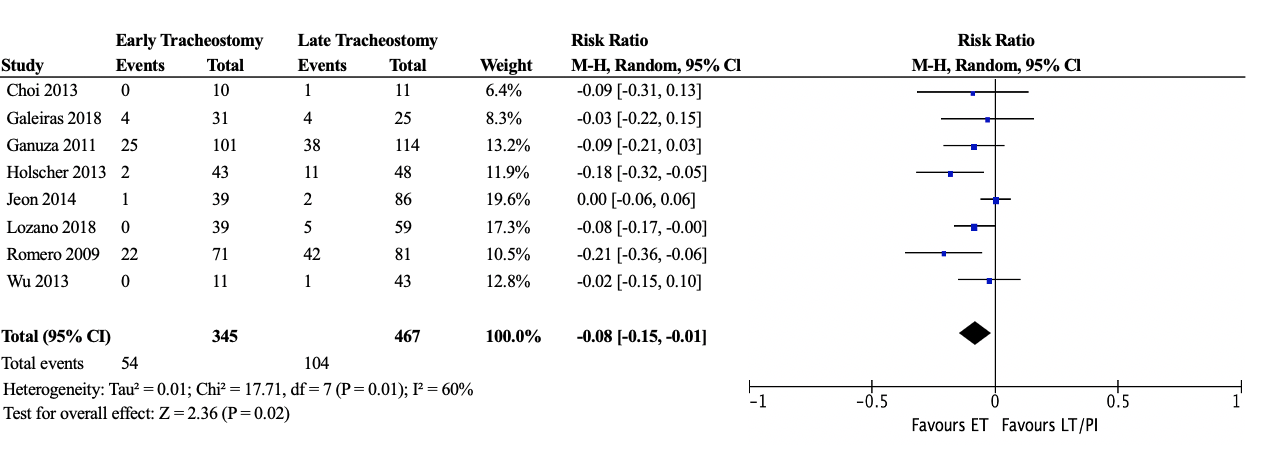 Early Tracheostomy Late Tracheostomy Risk Ratio Risk Ratio
Study Events Total Events Total Weight M-H, Random, 95% Cl M-H, Random, 95% Cl
Choi 2013 0 10 1 11 6.4% -0.09 [-0.31, 0.13]
Galeiras 2018 4 31 4 25 8.3% -0.03 [-0.22, 0.15]
Ganuza 2011 25 101 38 114 13.2% -0.09 [-0.21, 0.03]
Holscher 2013 2 43 11 48 11.9% -0.18 [-0.32, -0.05]
Jeon 2014 1 39 2 86 19.6% 0.00 [-0.06, 0.06]
Lozano 2018 0 39 5 59 17.3% -0.08 [-0.17, -0.00]
Romero 2009 22 71 42 81 10.5% -0.21 [-0.36, -0.06]
Wu 2013 0 11 1 43 12.8% -0.02 [-0.15, 0.10]
Total (95% CI) 345 467 100.0% -0.08 [-0.15, -0.01]
Total events 54 104
Heterogeneity: Tau² = 0.01; Chi² = 17.71, df = 7 (P = 0.01); I² = 60%
Test for overall effect: Z = 2.36 (P = 0.02)
-1 -0.5 0 0.5 1
Favours ET Favours LT/PI